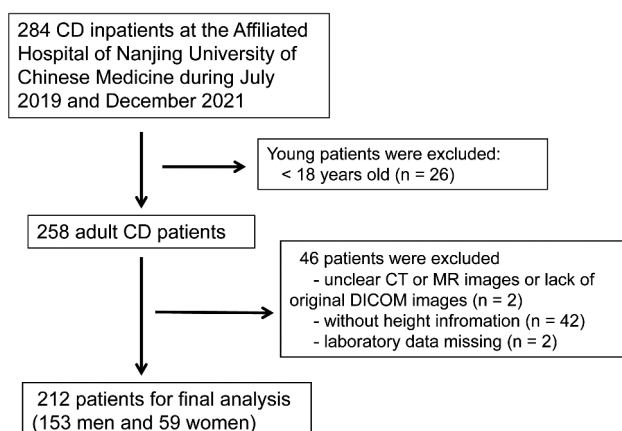 284 CD inpatients at the Affiliated
Hospital of Nanjing University of
Chinese Medicine during July
2019 and December 2021
Young patients were excluded:
< 18 years old (n = 26)
258 adult CD patients
46 patients were excluded
- unclear CT or MR images or lack of
original DICOM images (n = 2)
- without height infromation (n = 42)
- laboratory data missing (n = 2)
212 patients for final analysis
(153 men and 59 women)